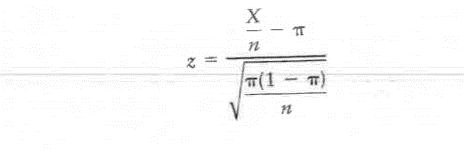 z = (X/n − π) / √(π(1 − π)/n)